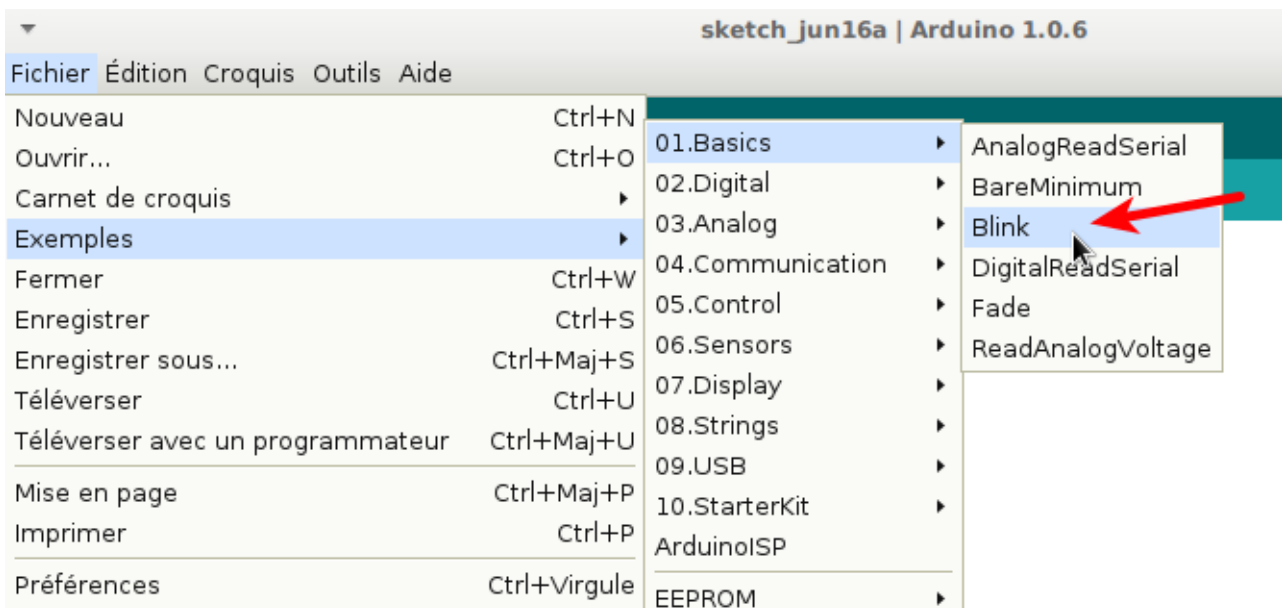 sketch_jun16a | Arduino 1.0.6
Fichier Édition Croquis Outils Aide
Nouveau Ctrl+N
Ouvrir... Ctrl+O
Carnet de croquis
Exemples
Fermer Ctrl+W
Enregistrer Ctrl+S
Enregistrer sous... Ctrl+Maj+S
Téléverser Ctrl+U
Téléverser avec un programmateur Ctrl+Maj+U
Mise en page Ctrl+Maj+P
Imprimer Ctrl+P
Préférences Ctrl+Virgule
01.Basics
02.Digital
03.Analog
04.Communication
05.Control
06.Sensors
07.Display
08.Strings
09.USB
10.StarterKit
ArduinoISP
EEPROM
AnalogReadSerial
BareMinimum
Blink
DigitalReadSerial
Fade
ReadAnalogVoltage